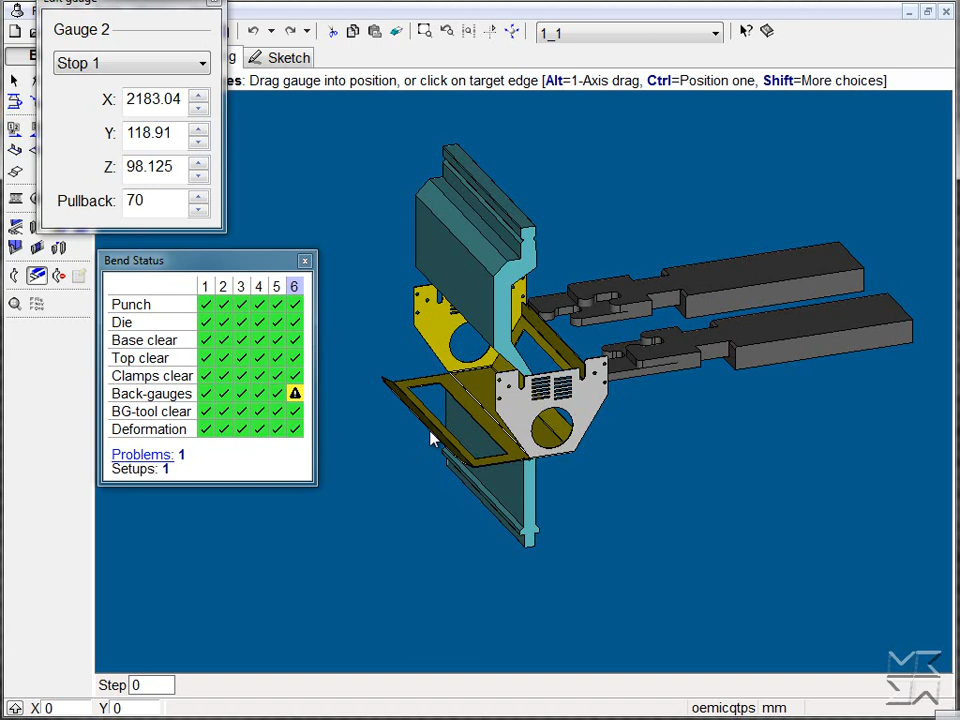 Edit gauge
Gauge 2
Stop 1
X: 2183.04
Y: 118.91
Z: 98.125
Pullback: 70
1_1
Sketch
es: Drag gauge into position, or click on target edge [Alt=1-Axis drag, Ctrl=Position one, Shift=More choices]
Bend Status
1 2 3 4 5 6
Punch
Die
Base clear
Top clear
Clamps clear
Back-gauges
BG-tool clear
Deformation
Problems: 1
Setups: 1
Step 0
X 0 Y 0 oemicqtps mm